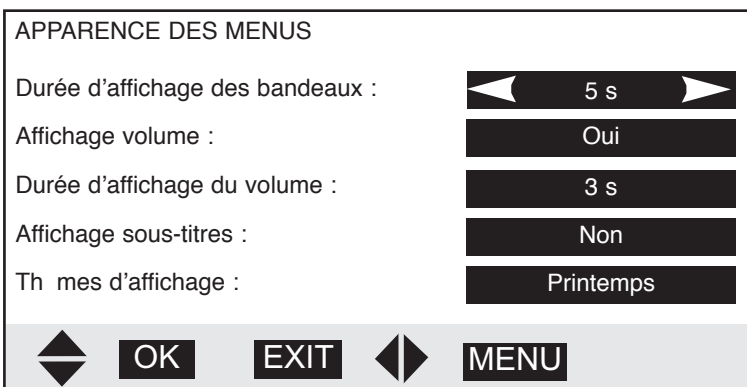 APPARENCE DES MENUS
Durée d’affichage des bandeaux : 5 s
Affichage volume : Oui
Durée d’affichage du volume : 3 s
Affichage sous-titres : Non
Th mes d’affichage : Printemps
OK EXIT MENU